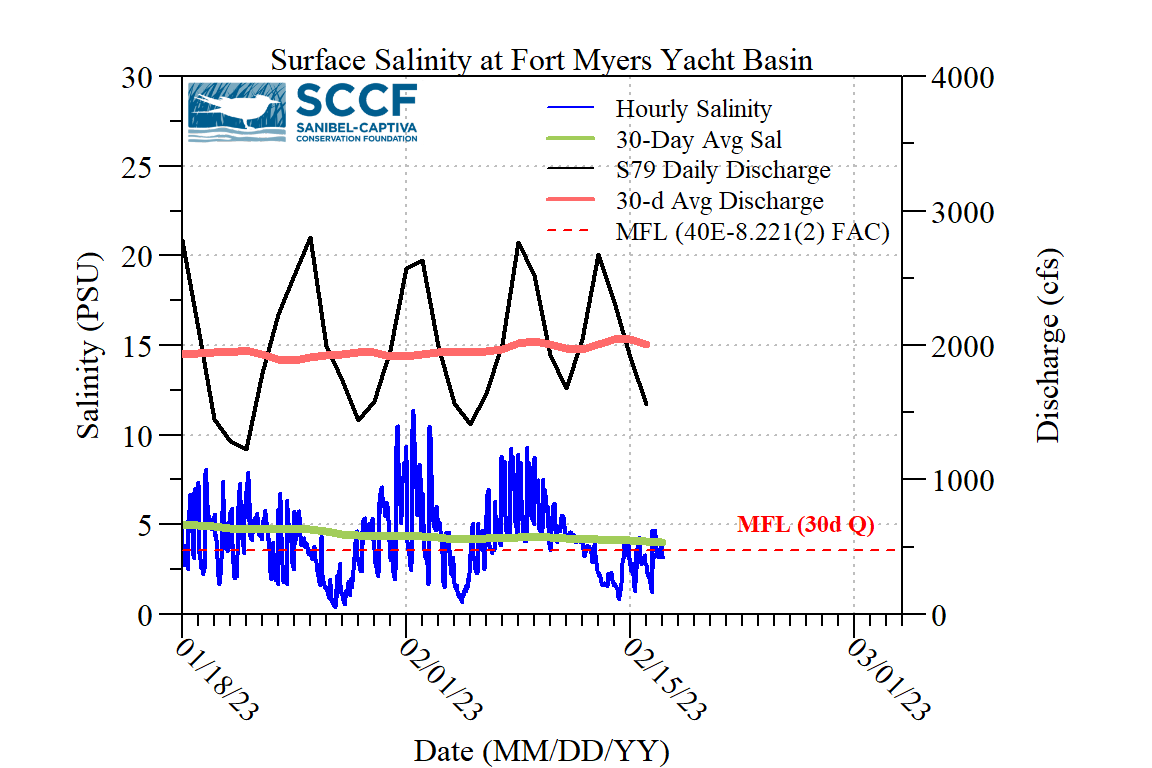 Surface Salinity at Fort Myers Yacht Basin
SCCF
SANIBEL-CAPTIVA
CONSERVATION FOUNDATION
Hourly Salinity
30-Day Avg Sal
S79 Daily Discharge
30-d Avg Discharge
MFL (40E-8.221(2) FAC)
Salinity (PSU)
30
25
20
15
10
5
0
Discharge (cfs)
4000
3000
2000
1000
0
MFL (30d Q)
01/18/23
02/01/23
02/15/23
03/01/23
Date (MM/DD/YY)